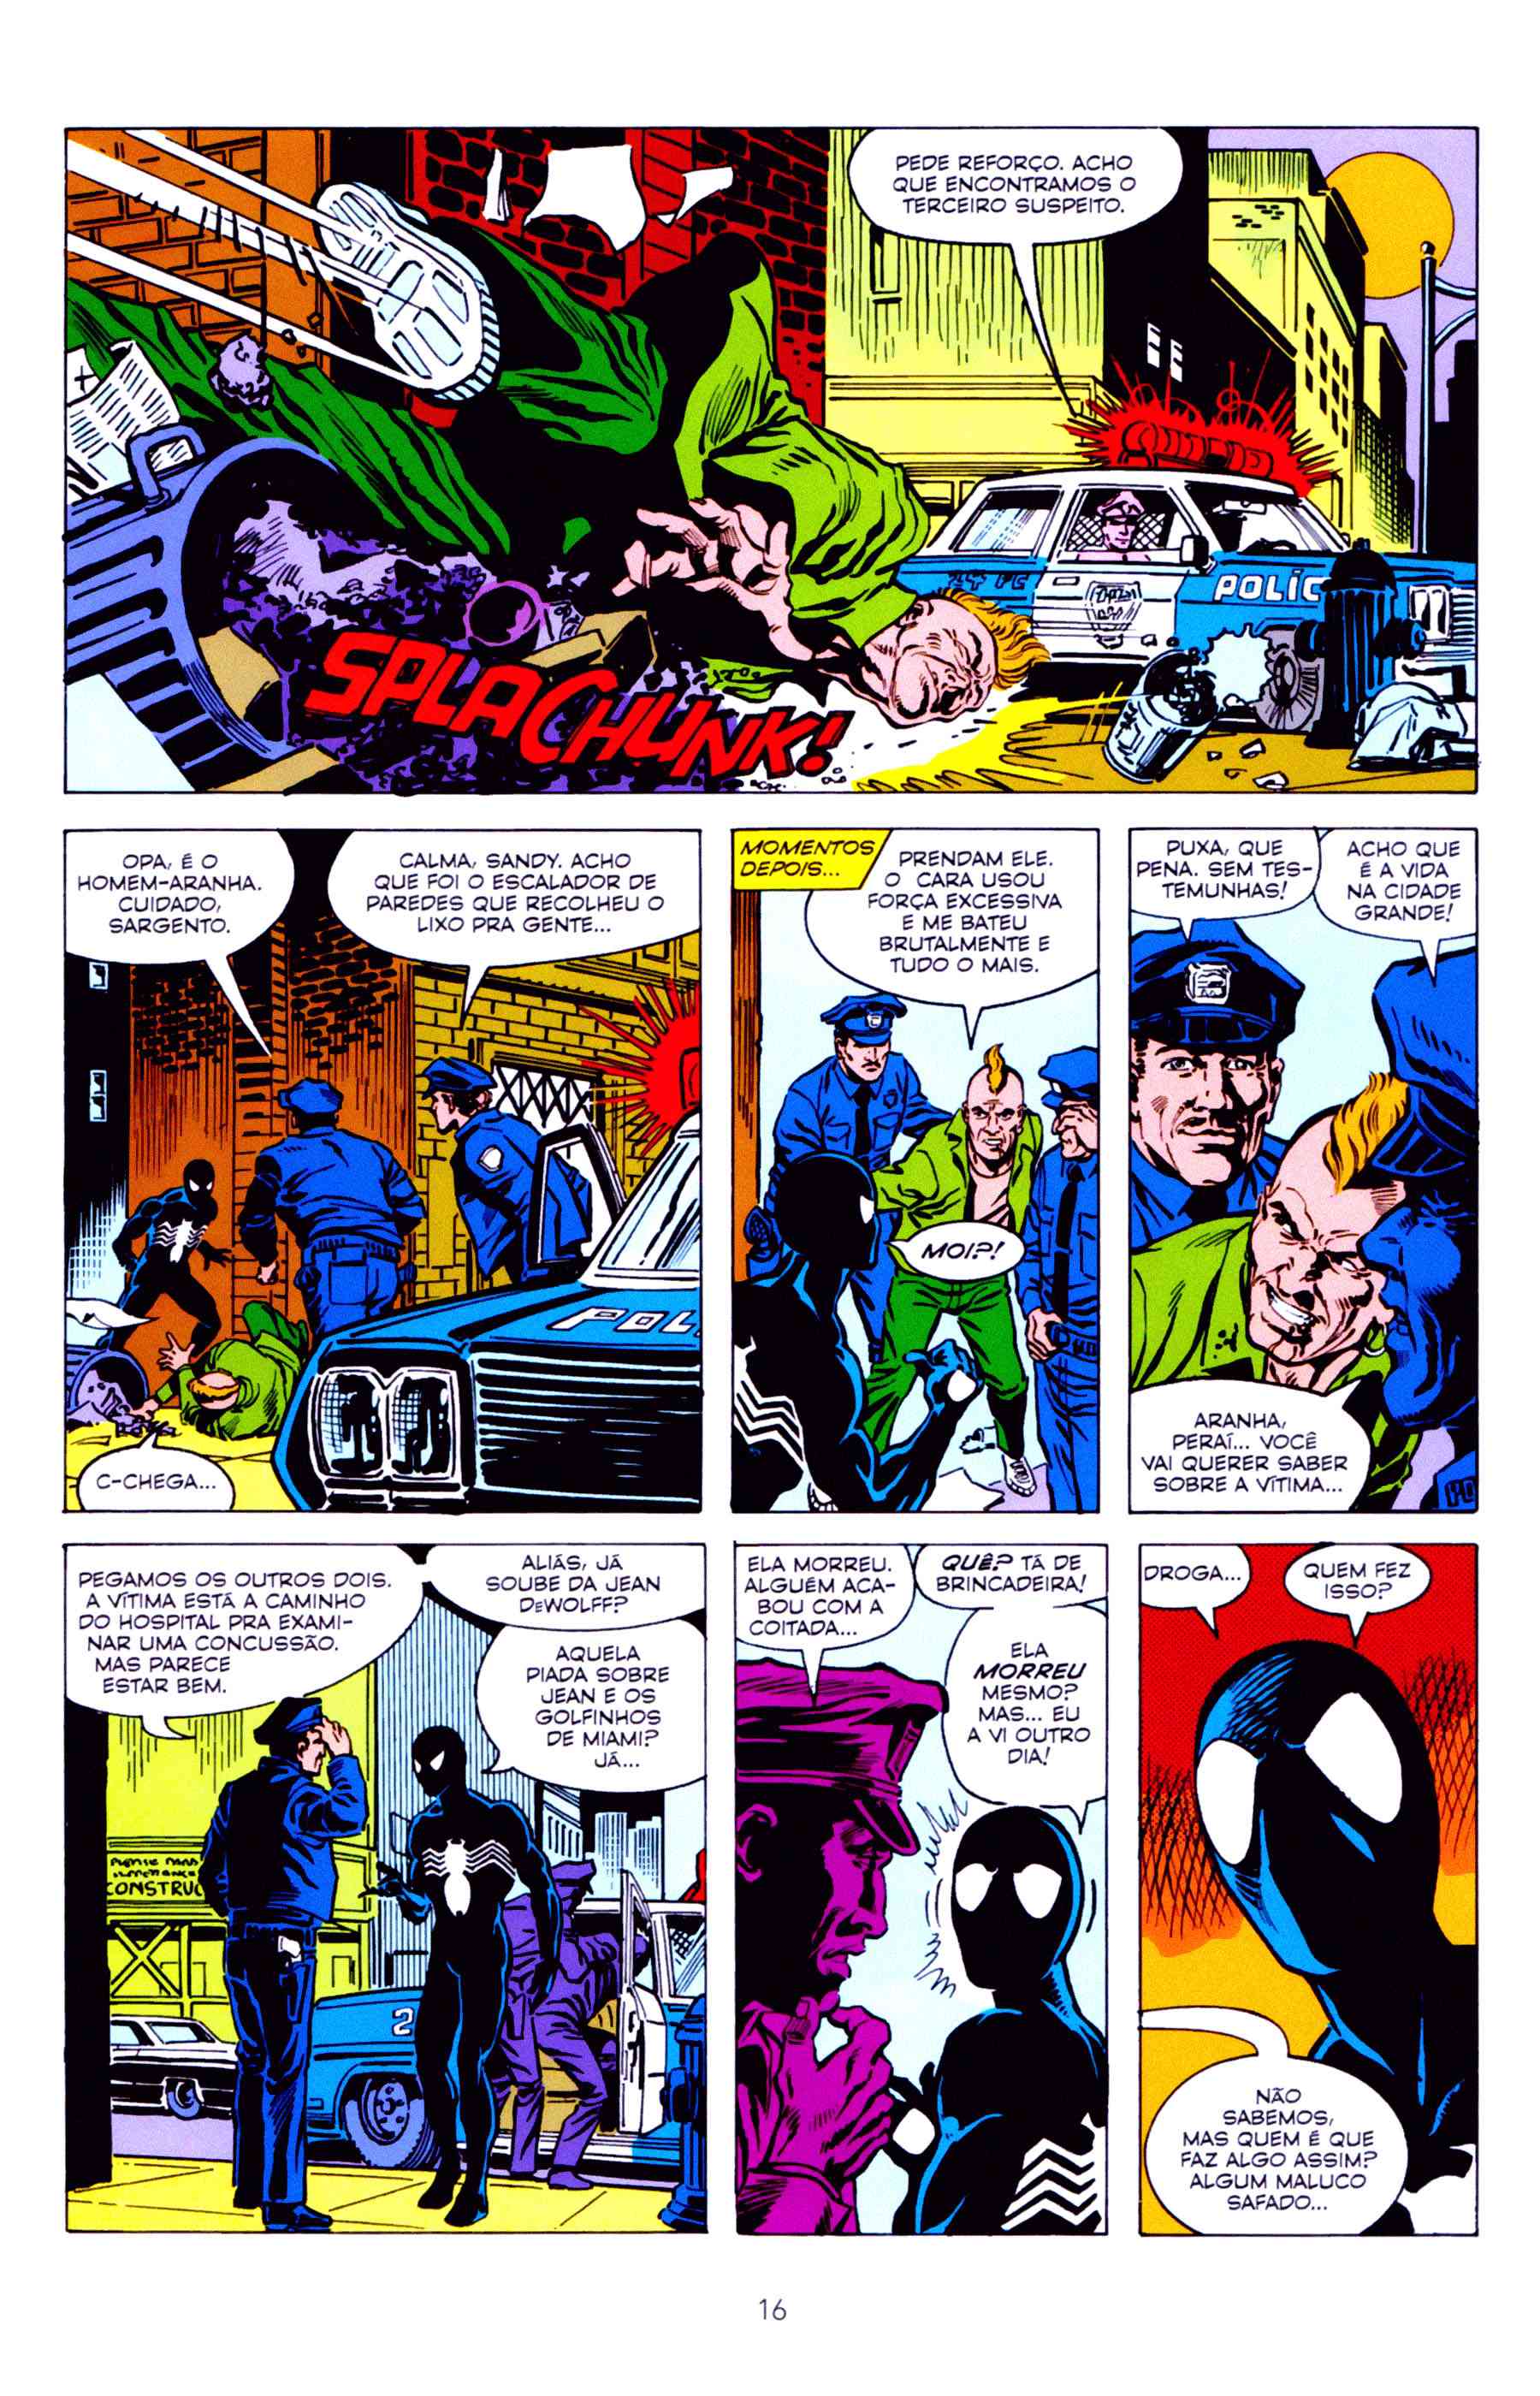 PEDE REFORÇO. ACHO
QUE ENCONTRAMOS O
TERCEIRO SUSPEITO.
POLÍC
SPLACHUNK!
OPA, É O
HOMEM-ARANHA.
CUIDADO,
SARGENTO.
CALMA, SANDY. ACHO
QUE FOI O ESCALADOR DE
PAREDES QUE RECOLHEU O
LIXO PRA GENTE...
POL
C-CHEGA...
MOMENTOS
DEPOIS...
PRENDAM ELE.
O CARA USOU
FORÇA EXCESSIVA
E ME BATEU
BRUTALMENTE E
TUDO O MAIS.
MOI?!
PUXA, QUE
PENA. SEM TES-
TEMUNHAS!
ACHO QUE
É A VIDA
NA CIDADE
GRANDE!
ARANHA,
PERAÍ... VOCÊ
VAI QUERER SABER
SOBRE A VÍTIMA...
PEGAMOS OS OUTROS DOIS.
A VÍTIMA ESTÁ A CAMINHO
DO HOSPITAL PRA EXAMI-
NAR UMA CONCUSSÃO.
MAS PARECE
ESTAR BEM.
ALIÁS, JÁ
SOUBE DA JEAN
DEWOLFF?
AQUELA
PIADA SOBRE
JEAN E OS
GOLFINHOS
DE MIAMI?
JÁ...
CONSTRUC
2
ELA MORREU.
ALGUÉM ACA-
BOU COM A
COITADA...
QUÊ? TÁ DE
BRINCADEIRA!
ELA
MORREU
MESMO?
MAS... EU
A VI OUTRO
DIA!
DROGA...
QUEM FEZ
ISSO?
NÃO
SABEMOS,
MAS QUEM É QUE
FAZ ALGO ASSIM?
ALGUM MALUCO
SAFADO...
16